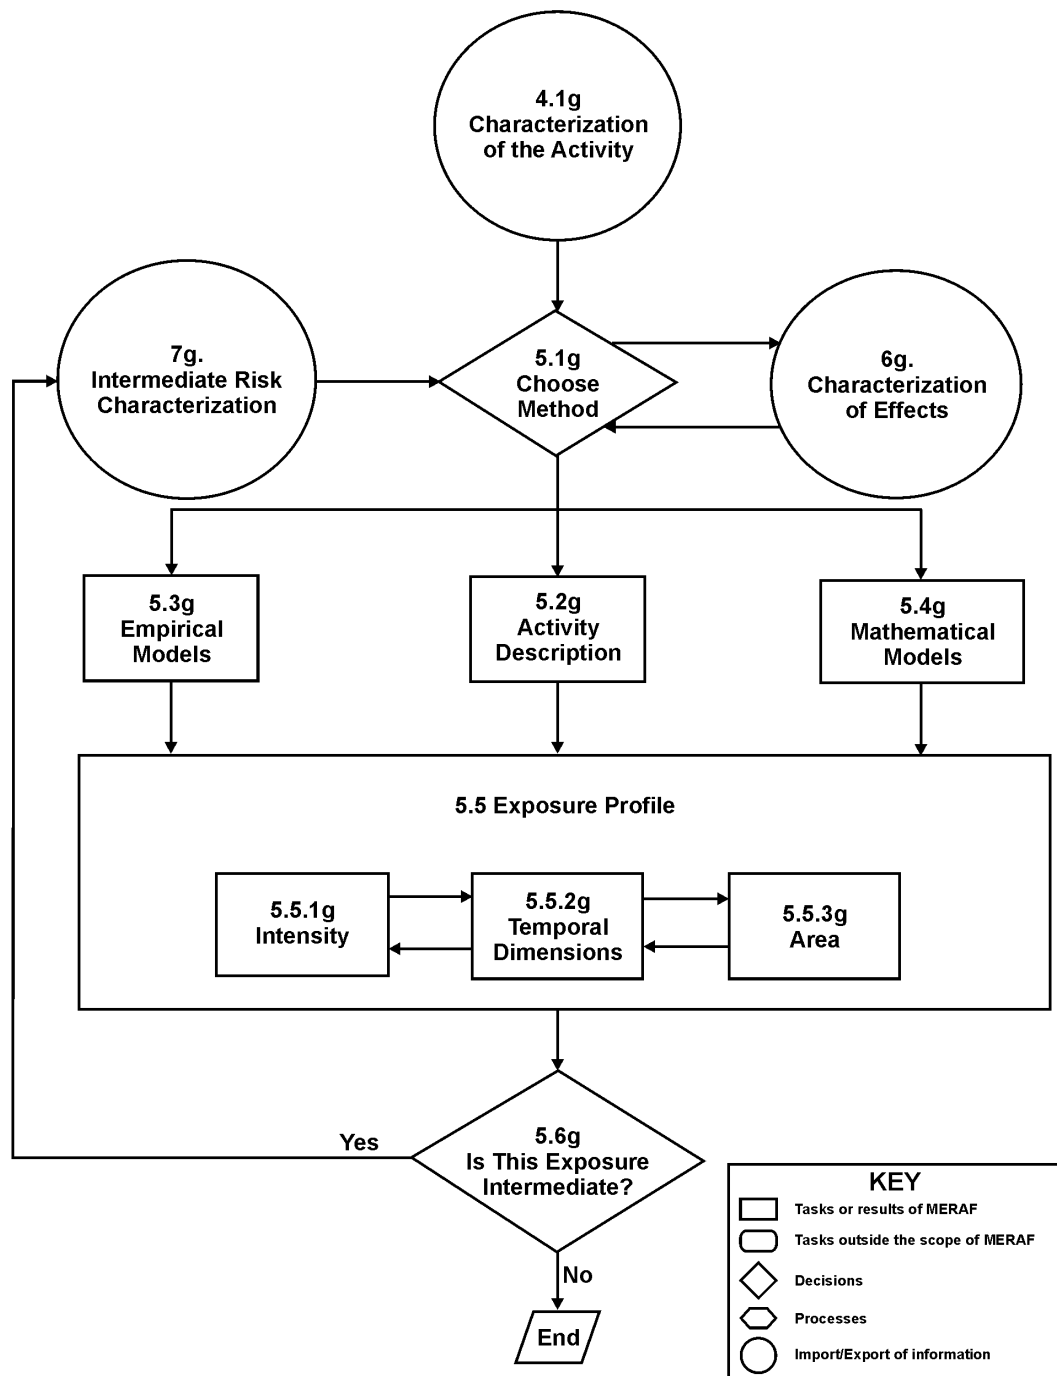 4.1g
Characterization
of the Activity
7g.
Intermediate Risk
Characterization
5.1g
Choose
Method
6g.
Characterization
of Effects
5.3g
Empirical
Models
5.2g
Activity
Description
5.4g
Mathematical
Models
5.5 Exposure Profile
5.5.1g
Intensity
5.5.2g
Temporal
Dimensions
5.5.3g
Area
5.6g
Is This Exposure
Intermediate?
Yes
No
End
KEY
Tasks or results of MERAF
Tasks outside the scope of MERAF
Decisions
Processes
Import/Export of information